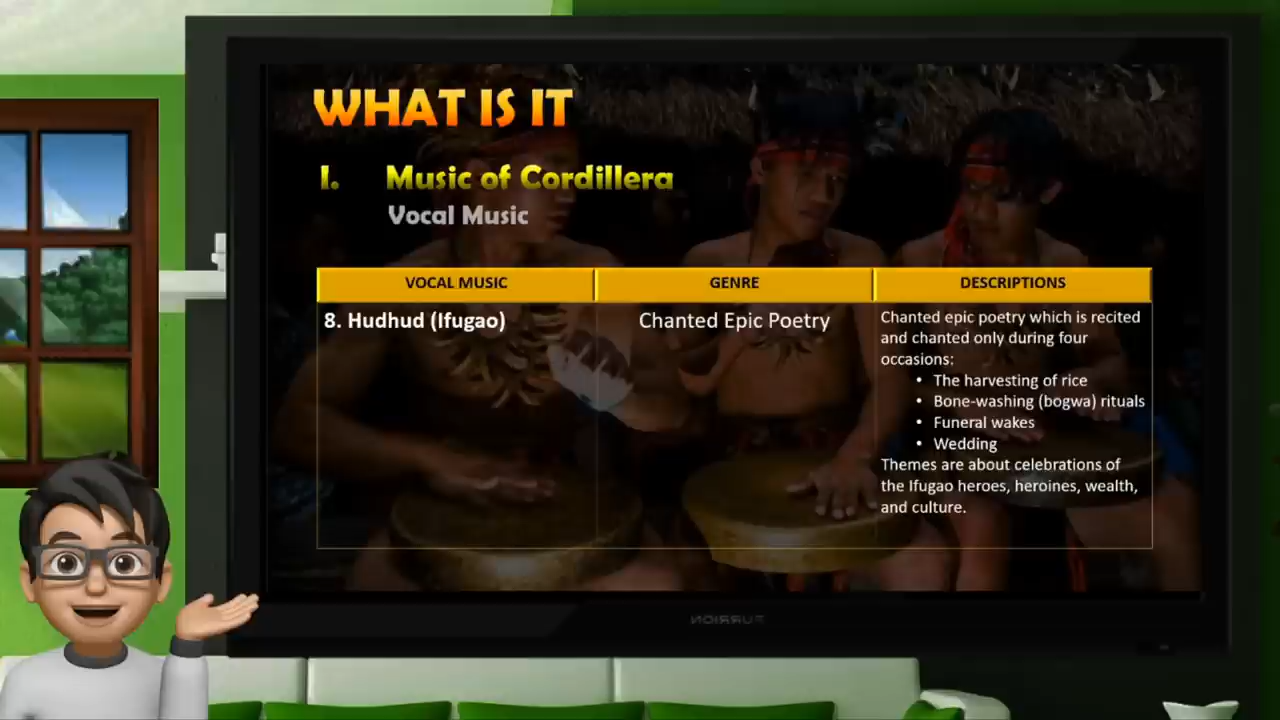 WHAT IS IT
I. Music of Cordillera
Vocal Music
VOCAL MUSIC GENRE DESCRIPTIONS
8. Hudhud (Ifugao) Chanted Epic Poetry Chanted epic poetry which is recited
and chanted only during four
occasions:
• The harvesting of rice
• Bone-washing (bogwa) rituals
• Funeral wakes
• Wedding
Themes are about celebrations of
the Ifugao heroes, heroines, wealth,
and culture.